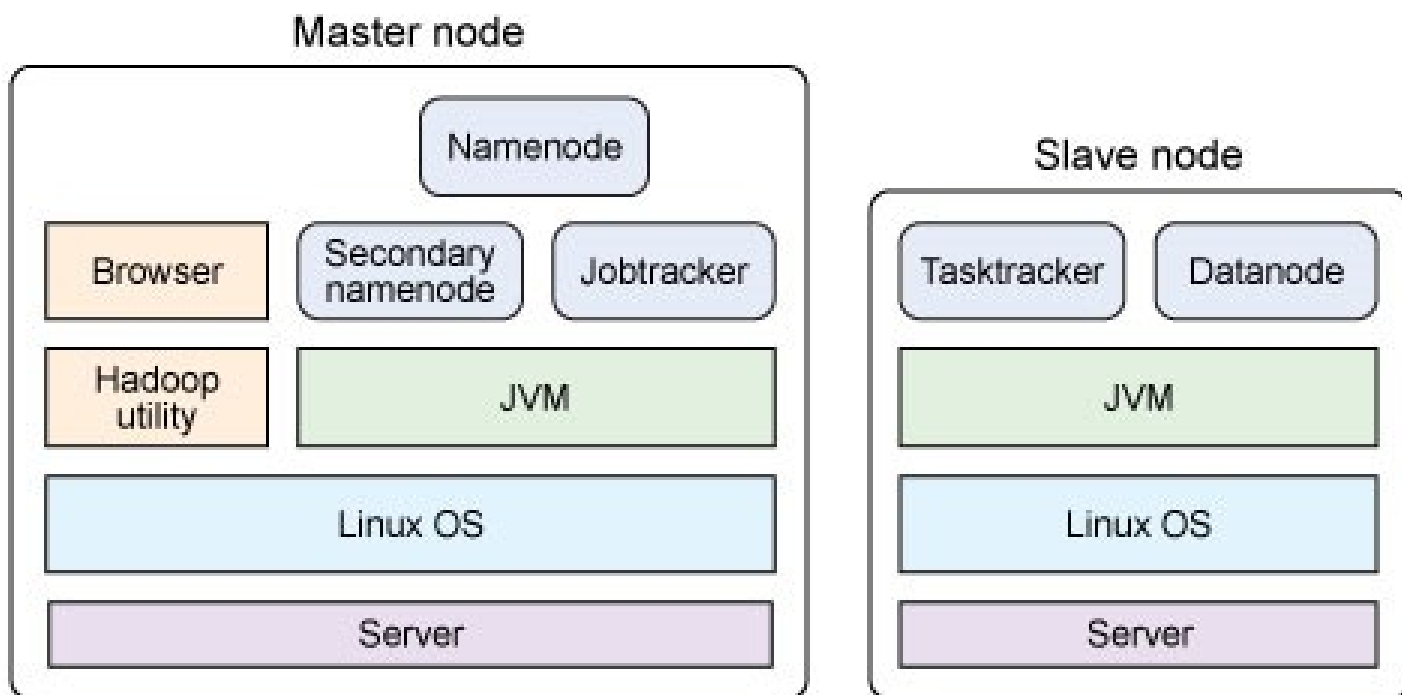 Master node
Namenode
Browser
Secondary
namenode
Jobtracker
Hadoop
utility
JVM
Linux OS
Server
Slave node
Tasktracker
Datanode
JVM
Linux OS
Server